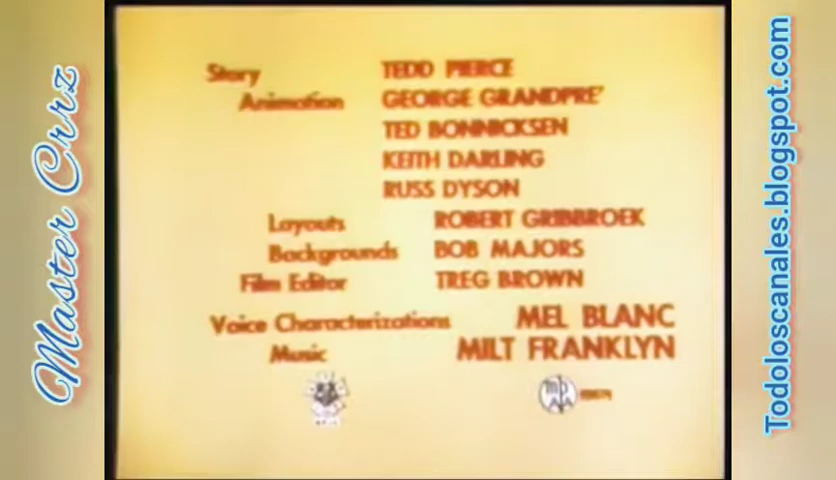 Master Crrz
Story TEDD PIERCE
Animation GEORGE GRANDPRE'
TED BONNICKSEN
KEITH DARLING
RUSS DYSON
Layouts ROBERT GRIBBROEK
Backgrounds BOB MAJORS
Film Editor TREG BROWN
Voice Characterizations MEL BLANC
Music MILT FRANKLYN
Todoloscanales.blogspot.com